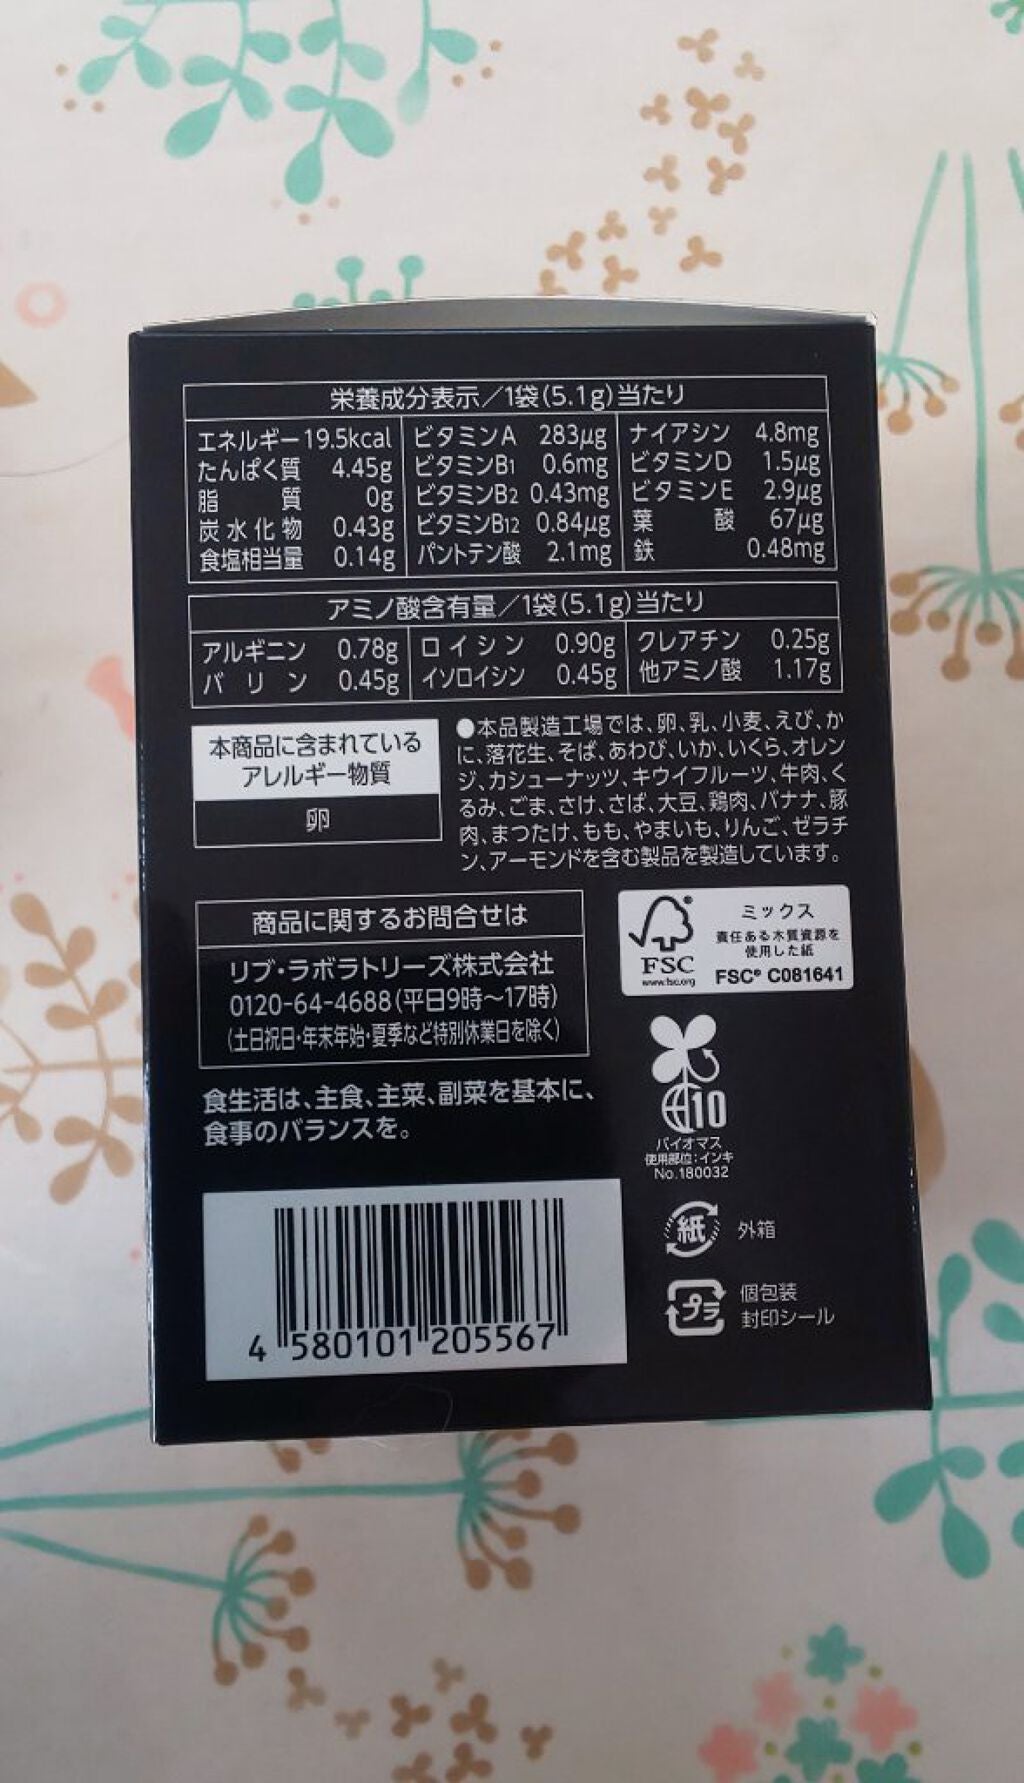 栄養成分表示／1袋(5.1g)当たり
エネルギー 19.5kcal
たんぱく質 4.45g
脂質 0g
炭水化物 0.43g
食塩相当量 0.14g
ビタミンA 283μg
ビタミンB1 0.6mg
ビタミンB2 0.43mg
ビタミンB12 0.84μg
パントテン酸 2.1mg
ナイアシン 4.8mg
ビタミンD 1.5μg
ビタミンE 2.9μg
葉酸 67μg
鉄 0.48mg
アミノ酸含有量／1袋(5.1g)当たり
アルギニン 0.78g
バリン 0.45g
ロイシン 0.90g
イソロイシン 0.45g
クレアチン 0.25g
他アミノ酸 1.17g
本商品に含まれている
アレルギー物質
卵
●本品製造工場では、卵、乳、小麦、えび、か
に、落花生、そば、あわび、いか、いくら、オレン
ジ、カシューナッツ、キウイフルーツ、牛肉、く
るみ、ごま、さけ、さば、大豆、鶏肉、バナナ、豚
肉、まつたけ、もも、やまいも、りんご、ゼラチ
ン、アーモンドを含む製品を製造しています。
商品に関するお問合せは
リブ・ラボラトリーズ株式会社
0120-64-4688(平日9時～17時)
(土日祝日・年末年始・夏季など特別休業日を除く)
食生活は、主食、主菜、副菜を基本に、
食事のバランスを。
FSC
www.fsc.org
ミックス
責任ある木質資源を
使用した紙
FSC® C081641
10
バイオマス
使用部位：インキ
No.180032
紙 外箱
プラ 個包装
封印シール
4 580101 205567